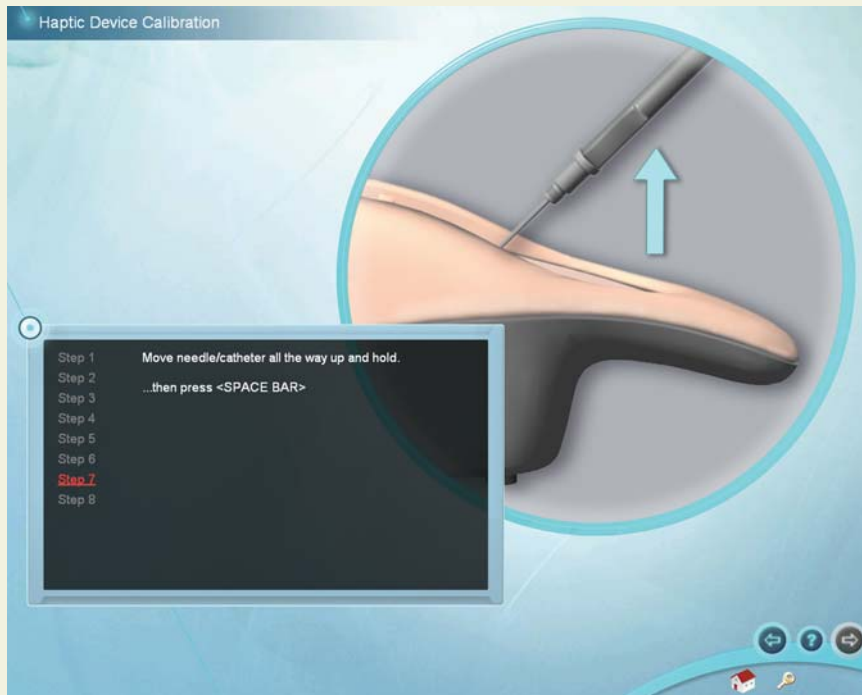 Haptic Device Calibration
Step 1
Step 2
Step 3
Step 4
Step 5
Step 6
Step 7
Step 8
Move needle/catheter all the way up and hold.
...then press <SPACE BAR>
?